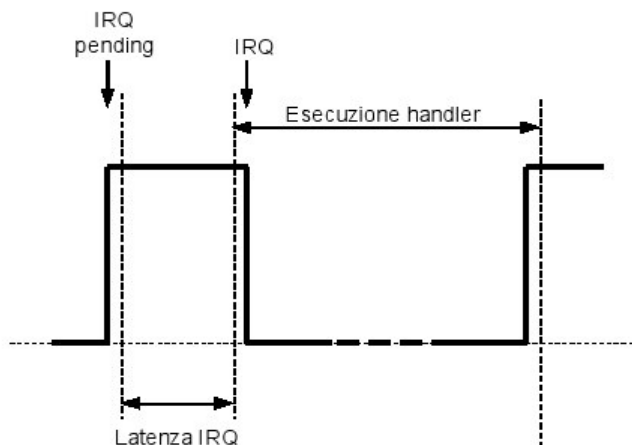 IRQ
pending
IRQ
Esecuzione handler
Latenza IRQ